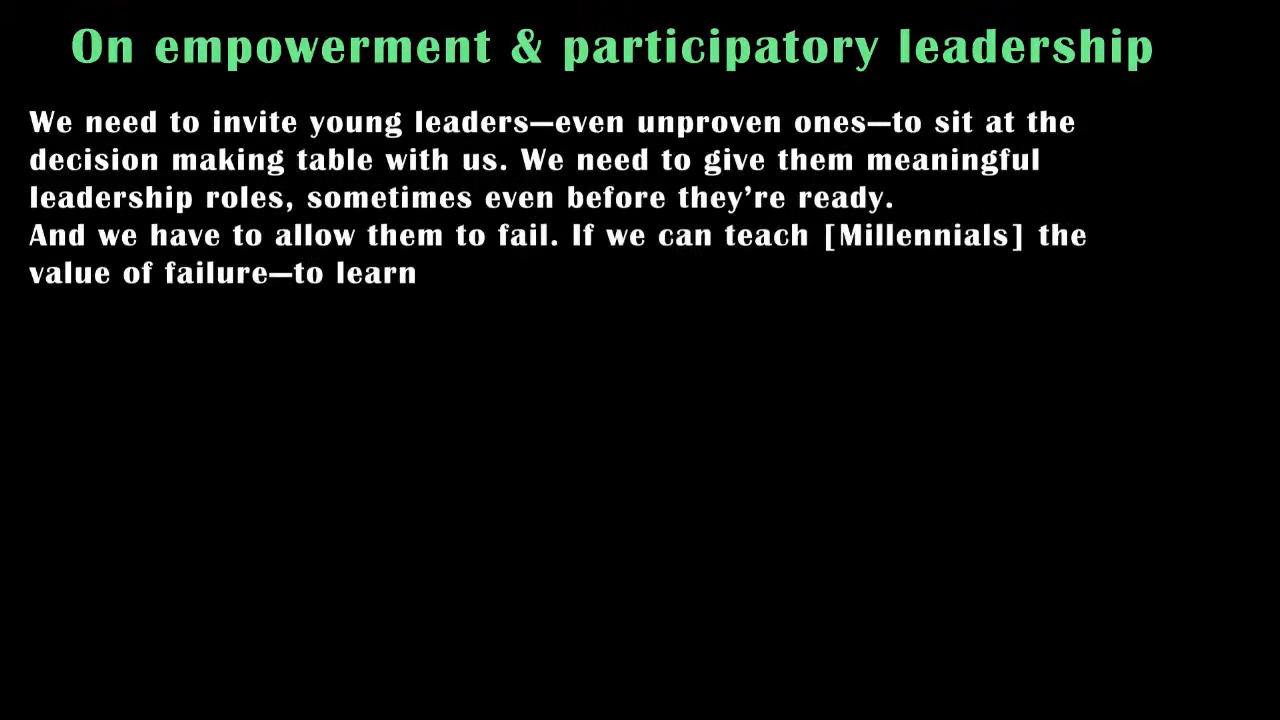 On empowerment & participatory leadership
We need to invite young leaders—even unproven ones—to sit at the
decision making table with us. We need to give them meaningful
leadership roles, sometimes even before they’re ready.
And we have to allow them to fail. If we can teach [Millennials] the
value of failure—to learn